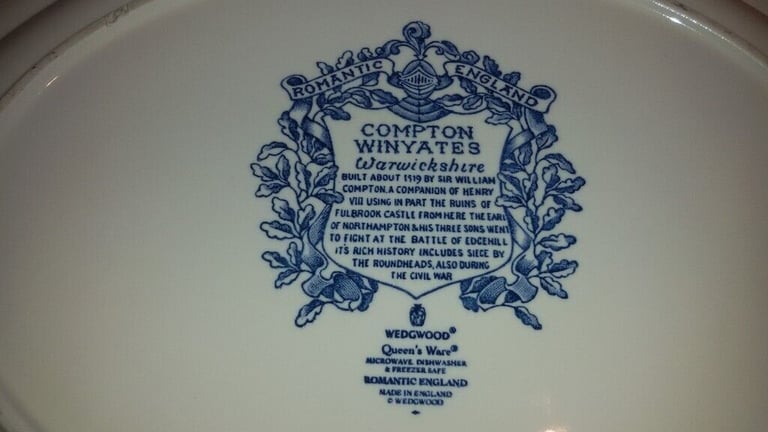 ROMANTIC ENGLAND
COMPTON
WINYATES
Warwickshire
BUILT ABOUT 1519 BY SIR WILLIAM
COMPTON, A COMPANION OF HENRY
VIII USING IN PART THE RUINS OF
FULBROOK CASTLE FROM HERE THE EARL
OF NORTHAMPTON & HIS THREE SONS WENT
TO FIGHT AT THE BATTLE OF EDGEHILL
IT'S RICH HISTORY INCLUDES SIEGE BY
THE ROUNDHEADS, ALSO DURING
THE CIVIL WAR
WEDGWOOD®
Queen's Ware®
MICROWAVE, DISHWASHER
& FREEZER SAFE
ROMANTIC ENGLAND
MADE IN ENGLAND
© WEDGWOOD